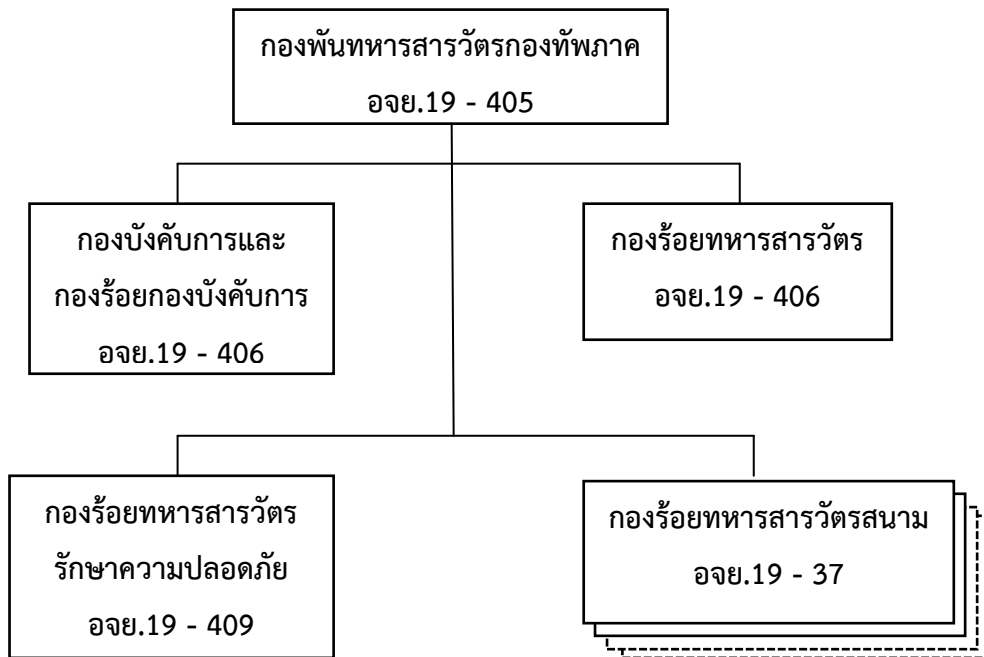 กองพันทหารสารวัตรกองทัพภาค
อจย.19 - 405
กองบังคับการและ
กองร้อยกองบังคับการ
อจย.19 - 406
กองร้อยทหารสารวัตร
อจย.19 - 406
กองร้อยทหารสารวัตร
รักษาความปลอดภัย
อจย.19 - 409
กองร้อยทหารสารวัตรสนาม
อจย.19 - 37